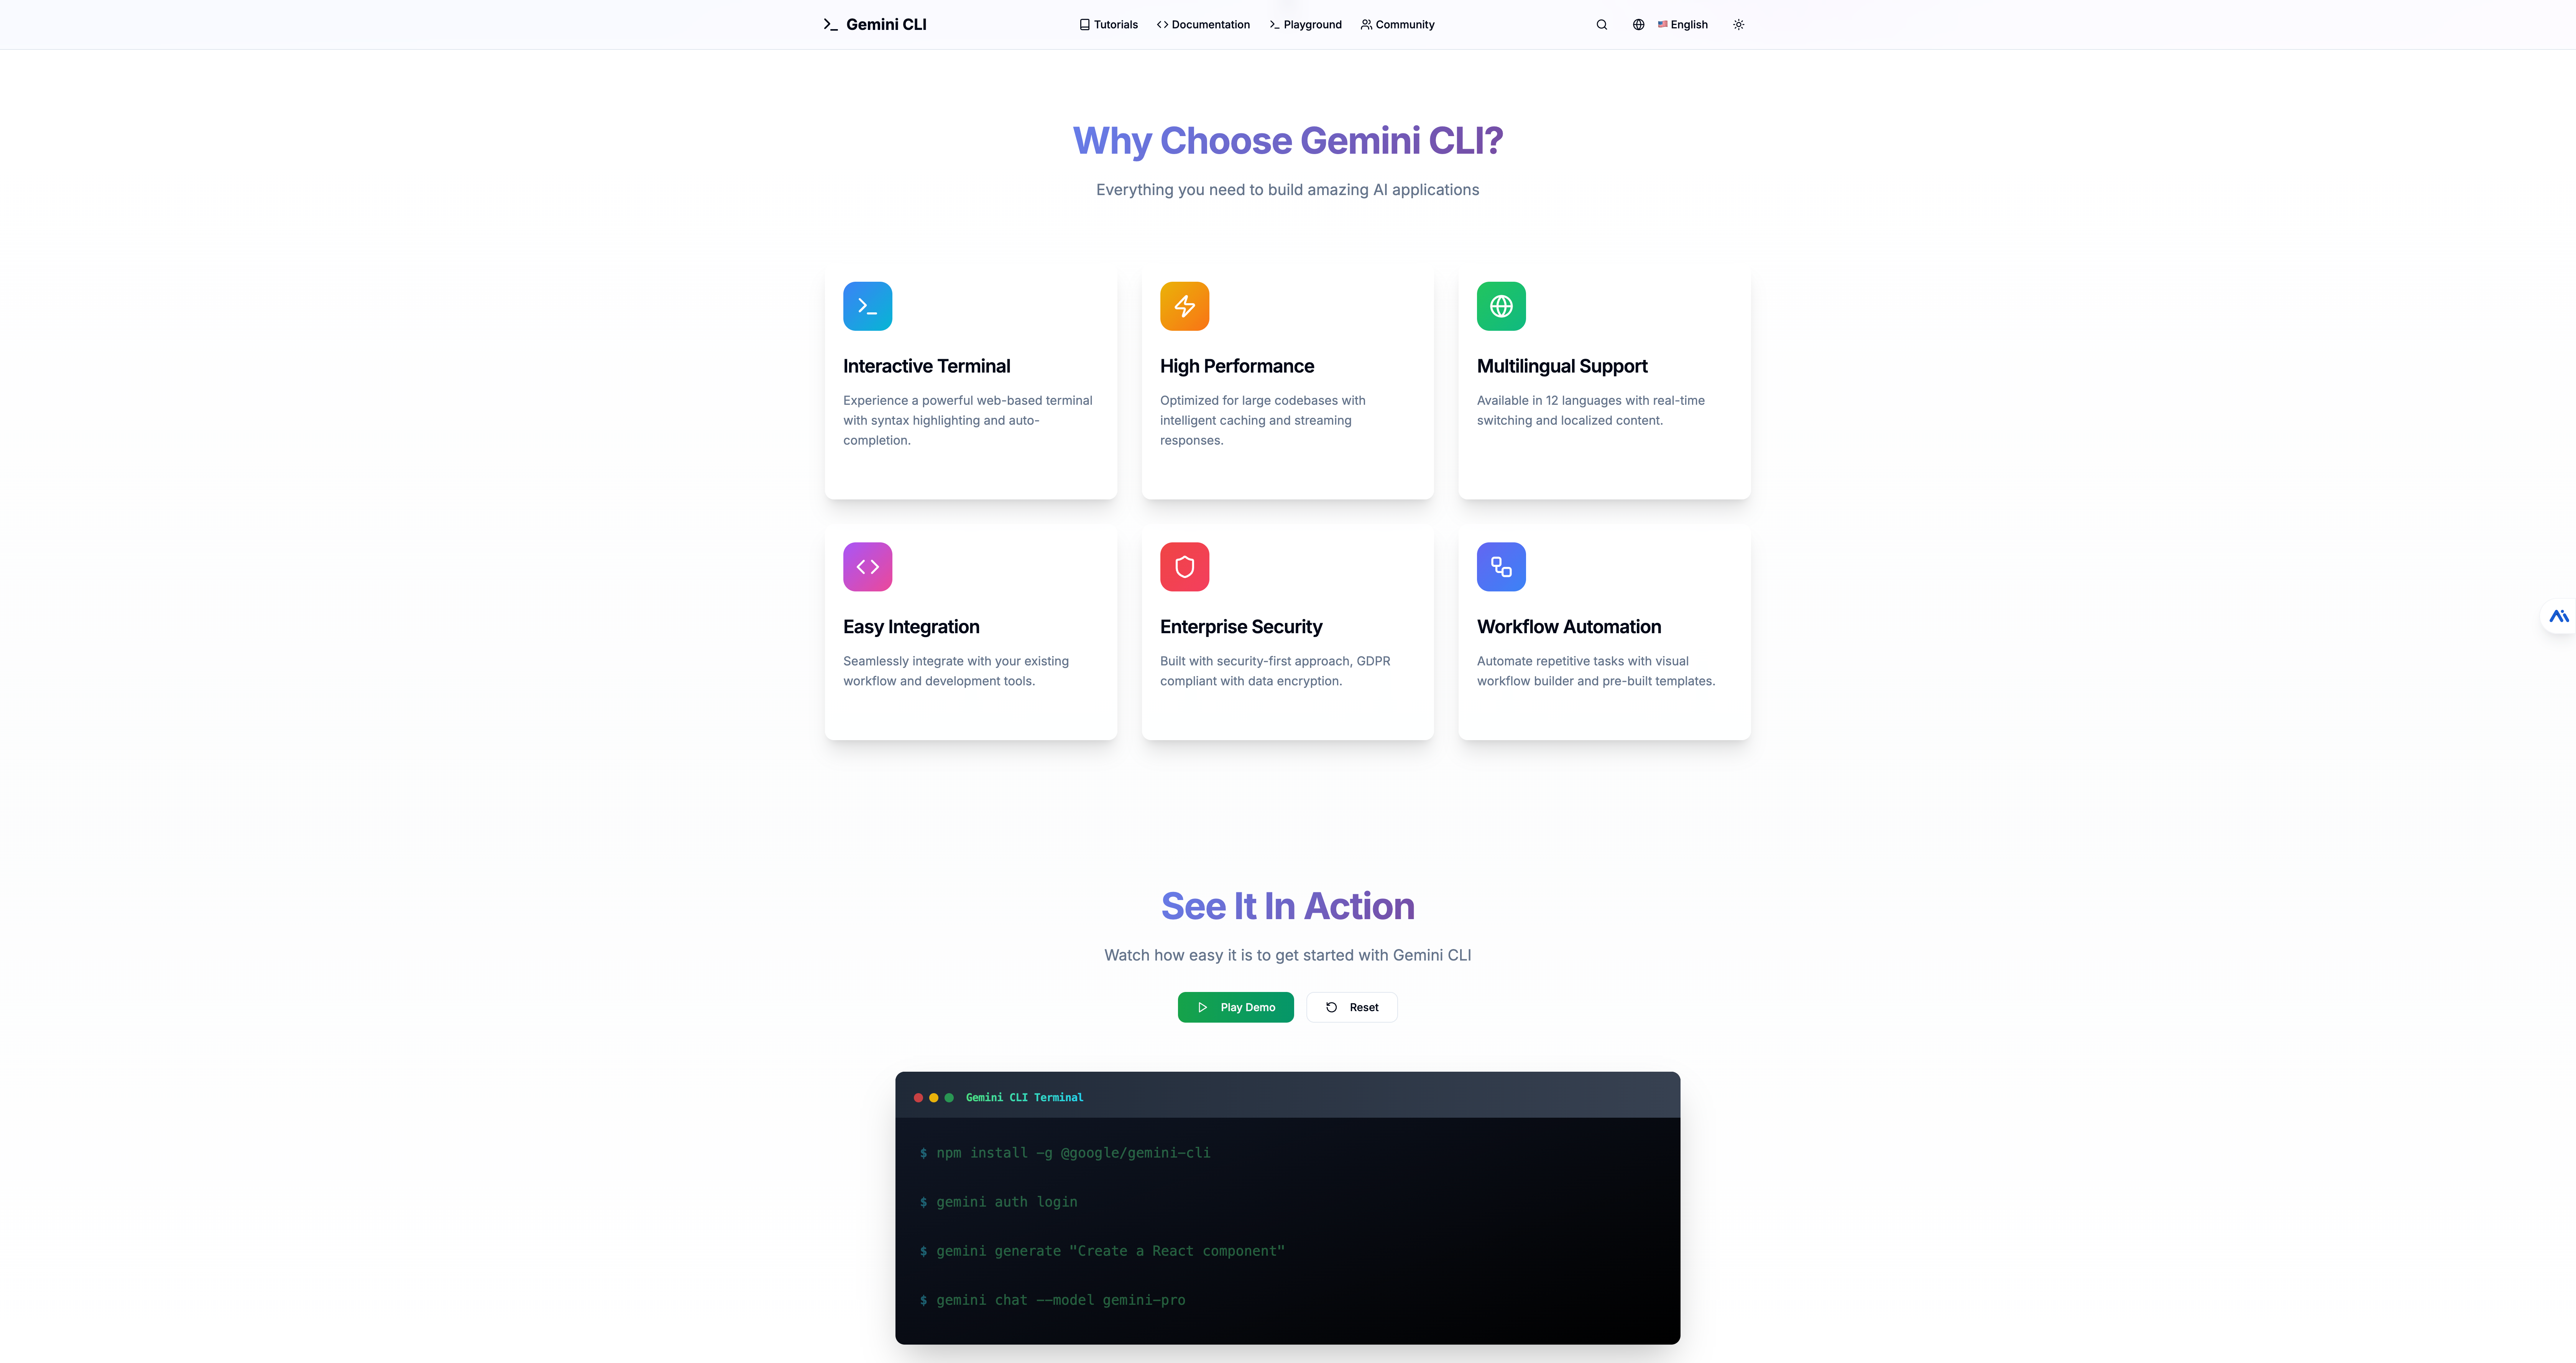 Gemini CLI
Tutorials
Documentation
Playground
Community
English
Why Choose Gemini CLI?
Everything you need to build amazing AI applications
Interactive Terminal
Experience a powerful web-based terminal
with syntax highlighting and auto-
completion.
High Performance
Optimized for large codebases with
intelligent caching and streaming
responses.
Multilingual Support
Available in 12 languages with real-time
switching and localized content.
Easy Integration
Seamlessly integrate with your existing
workflow and development tools.
Enterprise Security
Built with security-first approach, GDPR
compliant with data encryption.
Workflow Automation
Automate repetitive tasks with visual
workflow builder and pre-built templates.
See It In Action
Watch how easy it is to get started with Gemini CLI
Play Demo
Reset
Gemini CLI Terminal
$ npm install -g @google/gemini-cli
$ gemini auth login
$ gemini generate "Create a React component"
$ gemini chat --model gemini-pro